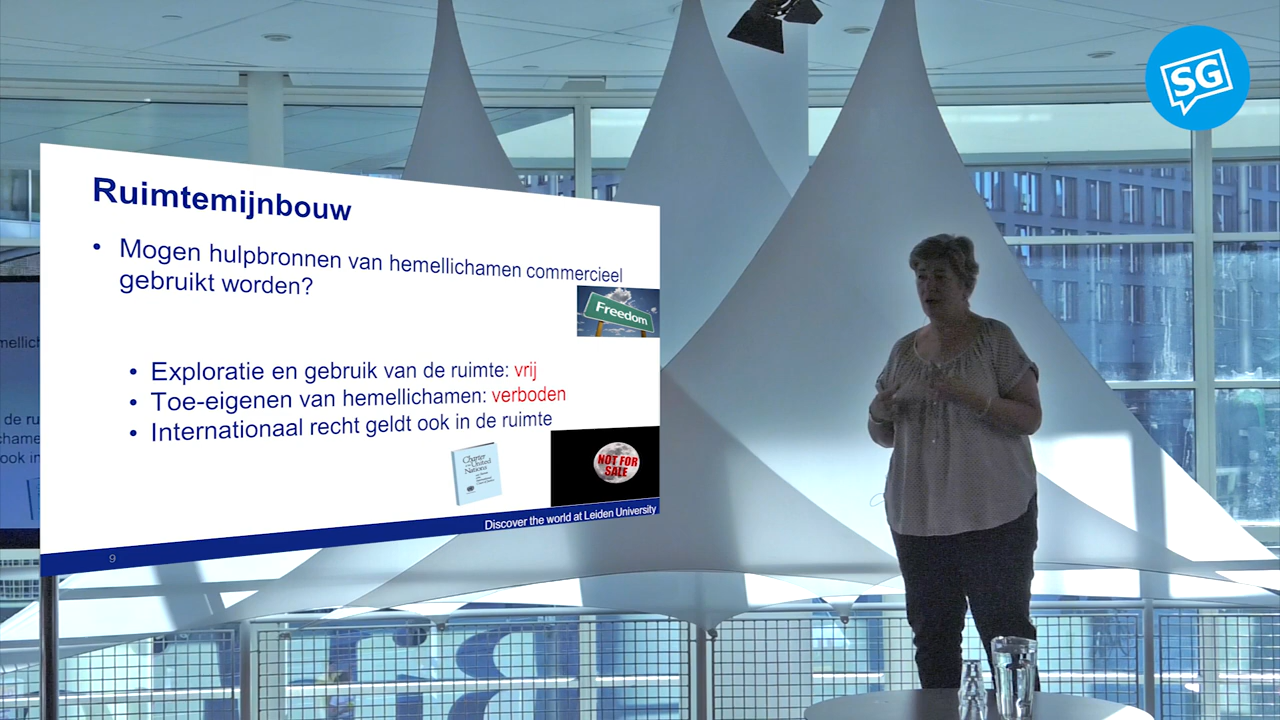 SG
Ruimtemijnbouw
• Mogen hulpbronnen van hemellichamen commercieel
gebruikt worden?
Freedom
• Exploratie en gebruik van de ruimte: vrij
• Toe-eigenen van hemellichamen: verboden
• Internationaal recht geldt ook in de ruimte
Charter
United
Nations
NOT FOR
SALE
Discover the world at Leiden University
9